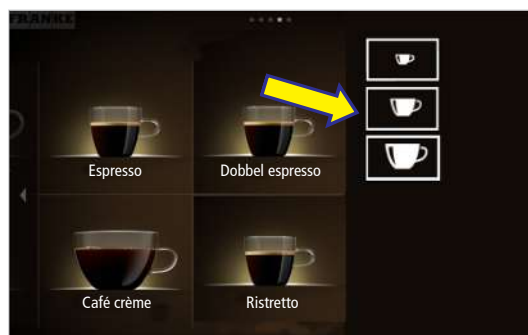 FRANKE
Espresso
Dobbel espresso
Café crème
Ristretto